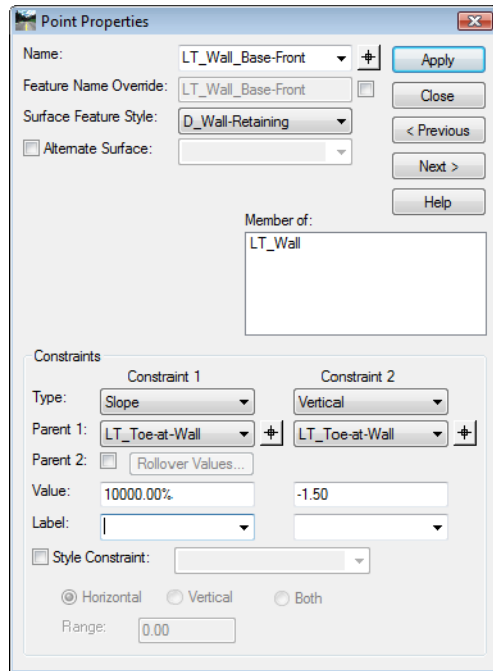 Point Properties
Name: LT_Wall_Base-Front Apply
Feature Name Override: LT_Wall_Base-Front Close
Surface Feature Style: D_Wall-Retaining < Previous
Alternate Surface: Next >
Help
Member of:
LT_Wall
Constraints
Constraint 1 Constraint 2
Type: Slope Vertical
Parent 1: LT_Toe-at-Wall LT_Toe-at-Wall
Parent 2: Rollover Values...
Value: 10000.00% -1.50
Label:
Style Constraint:
Horizontal Vertical Both
Range: 0.00